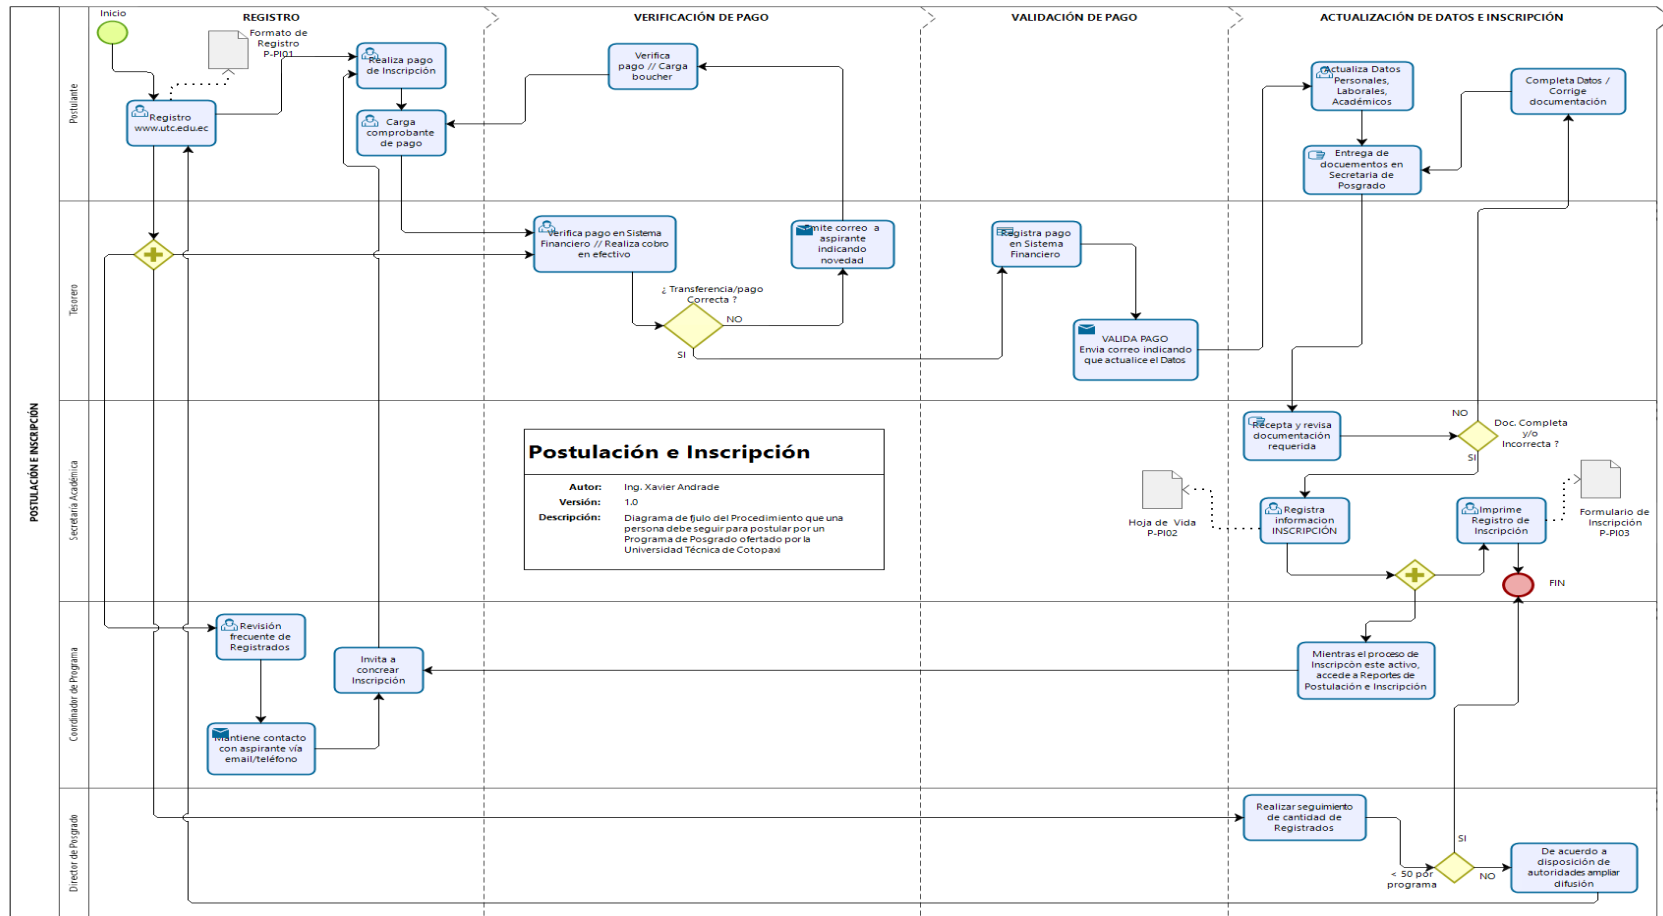 REGISTRO
VERIFICACIÓN DE PAGO
VALIDACIÓN DE PAGO
ACTUALIZACIÓN DE DATOS E INSCRIPCIÓN
POSTULACIÓN E INSCRIPCIÓN
Postulante
Inicio
Formato de
Registro
P-PI01
Registro
www.utc.edu.ec
Realiza pago
de Inscripción
Carga
comprobante
de pago
Verifica
pago // Carga
boucher
Actualiza Datos
Personales,
Laborales,
Académicos
Completa Datos /
Corrige
documentación
Entrega de
docuementos en
Secretaria de
Posgrado
Tesorero
Verifica pago en Sistema
Financiero // Realiza cobro
en efectivo
¿ Transferencia/pago
Correcta ?
NO
SI
Emite correo a
aspirante
indicando
novedad
Registra pago
en Sistema
Financiero
VALIDA PAGO
Envia correo indicando
que actualice el Datos
Secretaría Académica
Postulación e Inscripción
Autor: Ing. Xavier Andrade
Versión: 1.0
Descripción: Diagrama de fjulo del Procedimiento que una
persona debe seguir para postular por un
Programa de Posgrado ofertado por la
Universidad Técnica de Cotopaxi
Recepta y revisa
documentación
requerida
NO
Doc. Completa
y/o
Incorrecta ?
SI
Hoja de Vida
P-PI02
Registra
informacion
INSCRIPCIÓN
Imprime
Registro de
Inscripción
Formulario de
Inscripción
P-PI03
FIN
Coordinador de Programa
Revisión
frecuente de
Registrados
Mantiene contacto
con aspirante vía
email/teléfono
Invita a
concrear
Inscripción
Mientras el proceso de
Inscripcòn este activo,
accede a Reportes de
Postulación e Inscripción
Director de Posgrado
Realizar seguimiento
de cantidad de
Registrados
SI
< 50 por
programa
NO
De acuerdo a
disposición de
autoridades ampliar
difusión